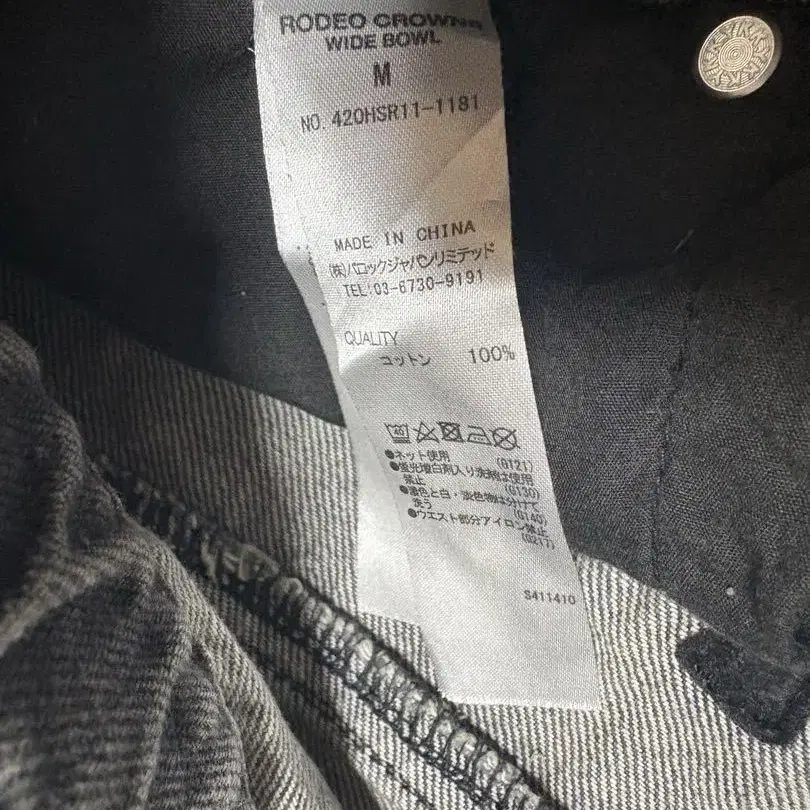 RODEO CROWNS
WIDE BOWL
M
NO. 420HSR11-1181
MADE IN CHINA
(株)バロックジャパンリミテッド
TEL:03-6730-9191
QUALITY
コットン 100%
40
●ネット使用 (G121)
●蛍光増白剤入り洗剤は使用
禁止 (G130)
●濃色と白・淡色物は分けて
洗う (G140)
●ウエスト部分アイロン禁止
(G217)
S411410